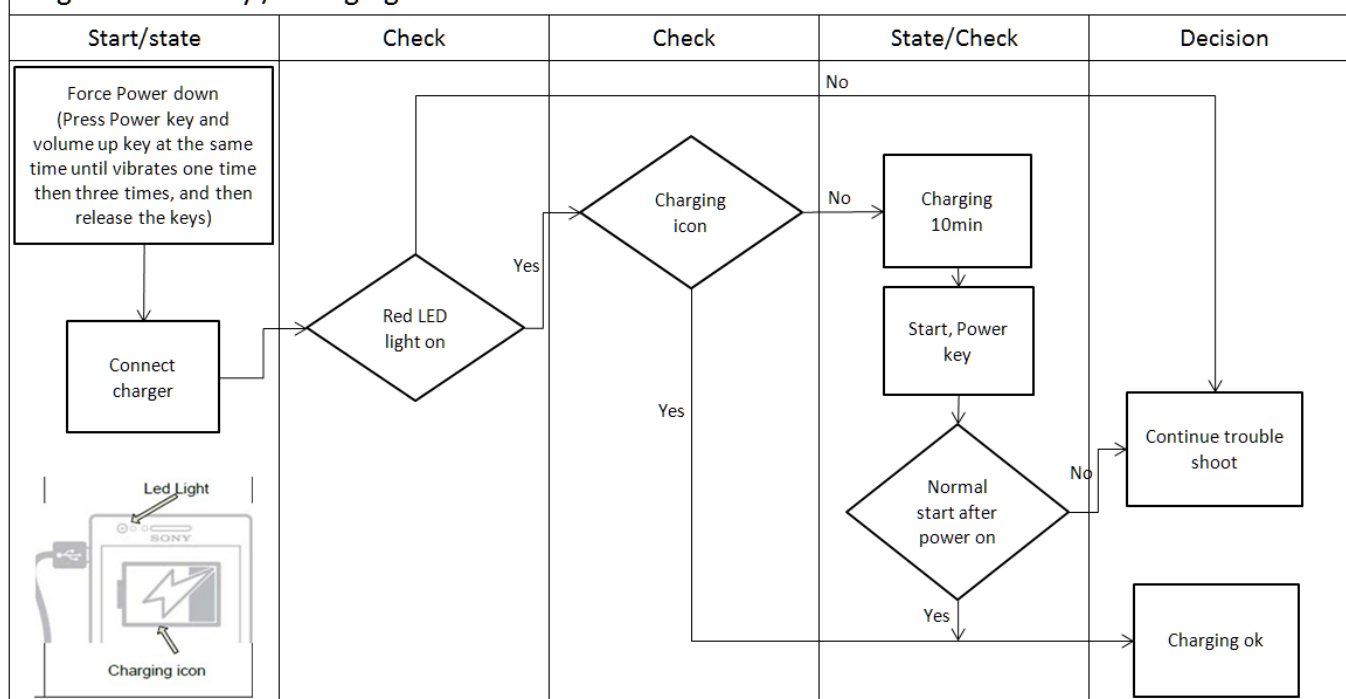 Start/state
Check
Check
State/Check
Decision
Force Power down
(Press Power key and
volume up key at the same
time until vibrates one time
then three times, and then
release the keys)
Connect
charger
Red LED
light on
Yes
No
Charging
icon
No
Yes
Charging
10min
Start, Power
key
Normal
start after
power on
No
Yes
Continue trouble
shoot
Charging ok
Led Light
SONY
Charging icon